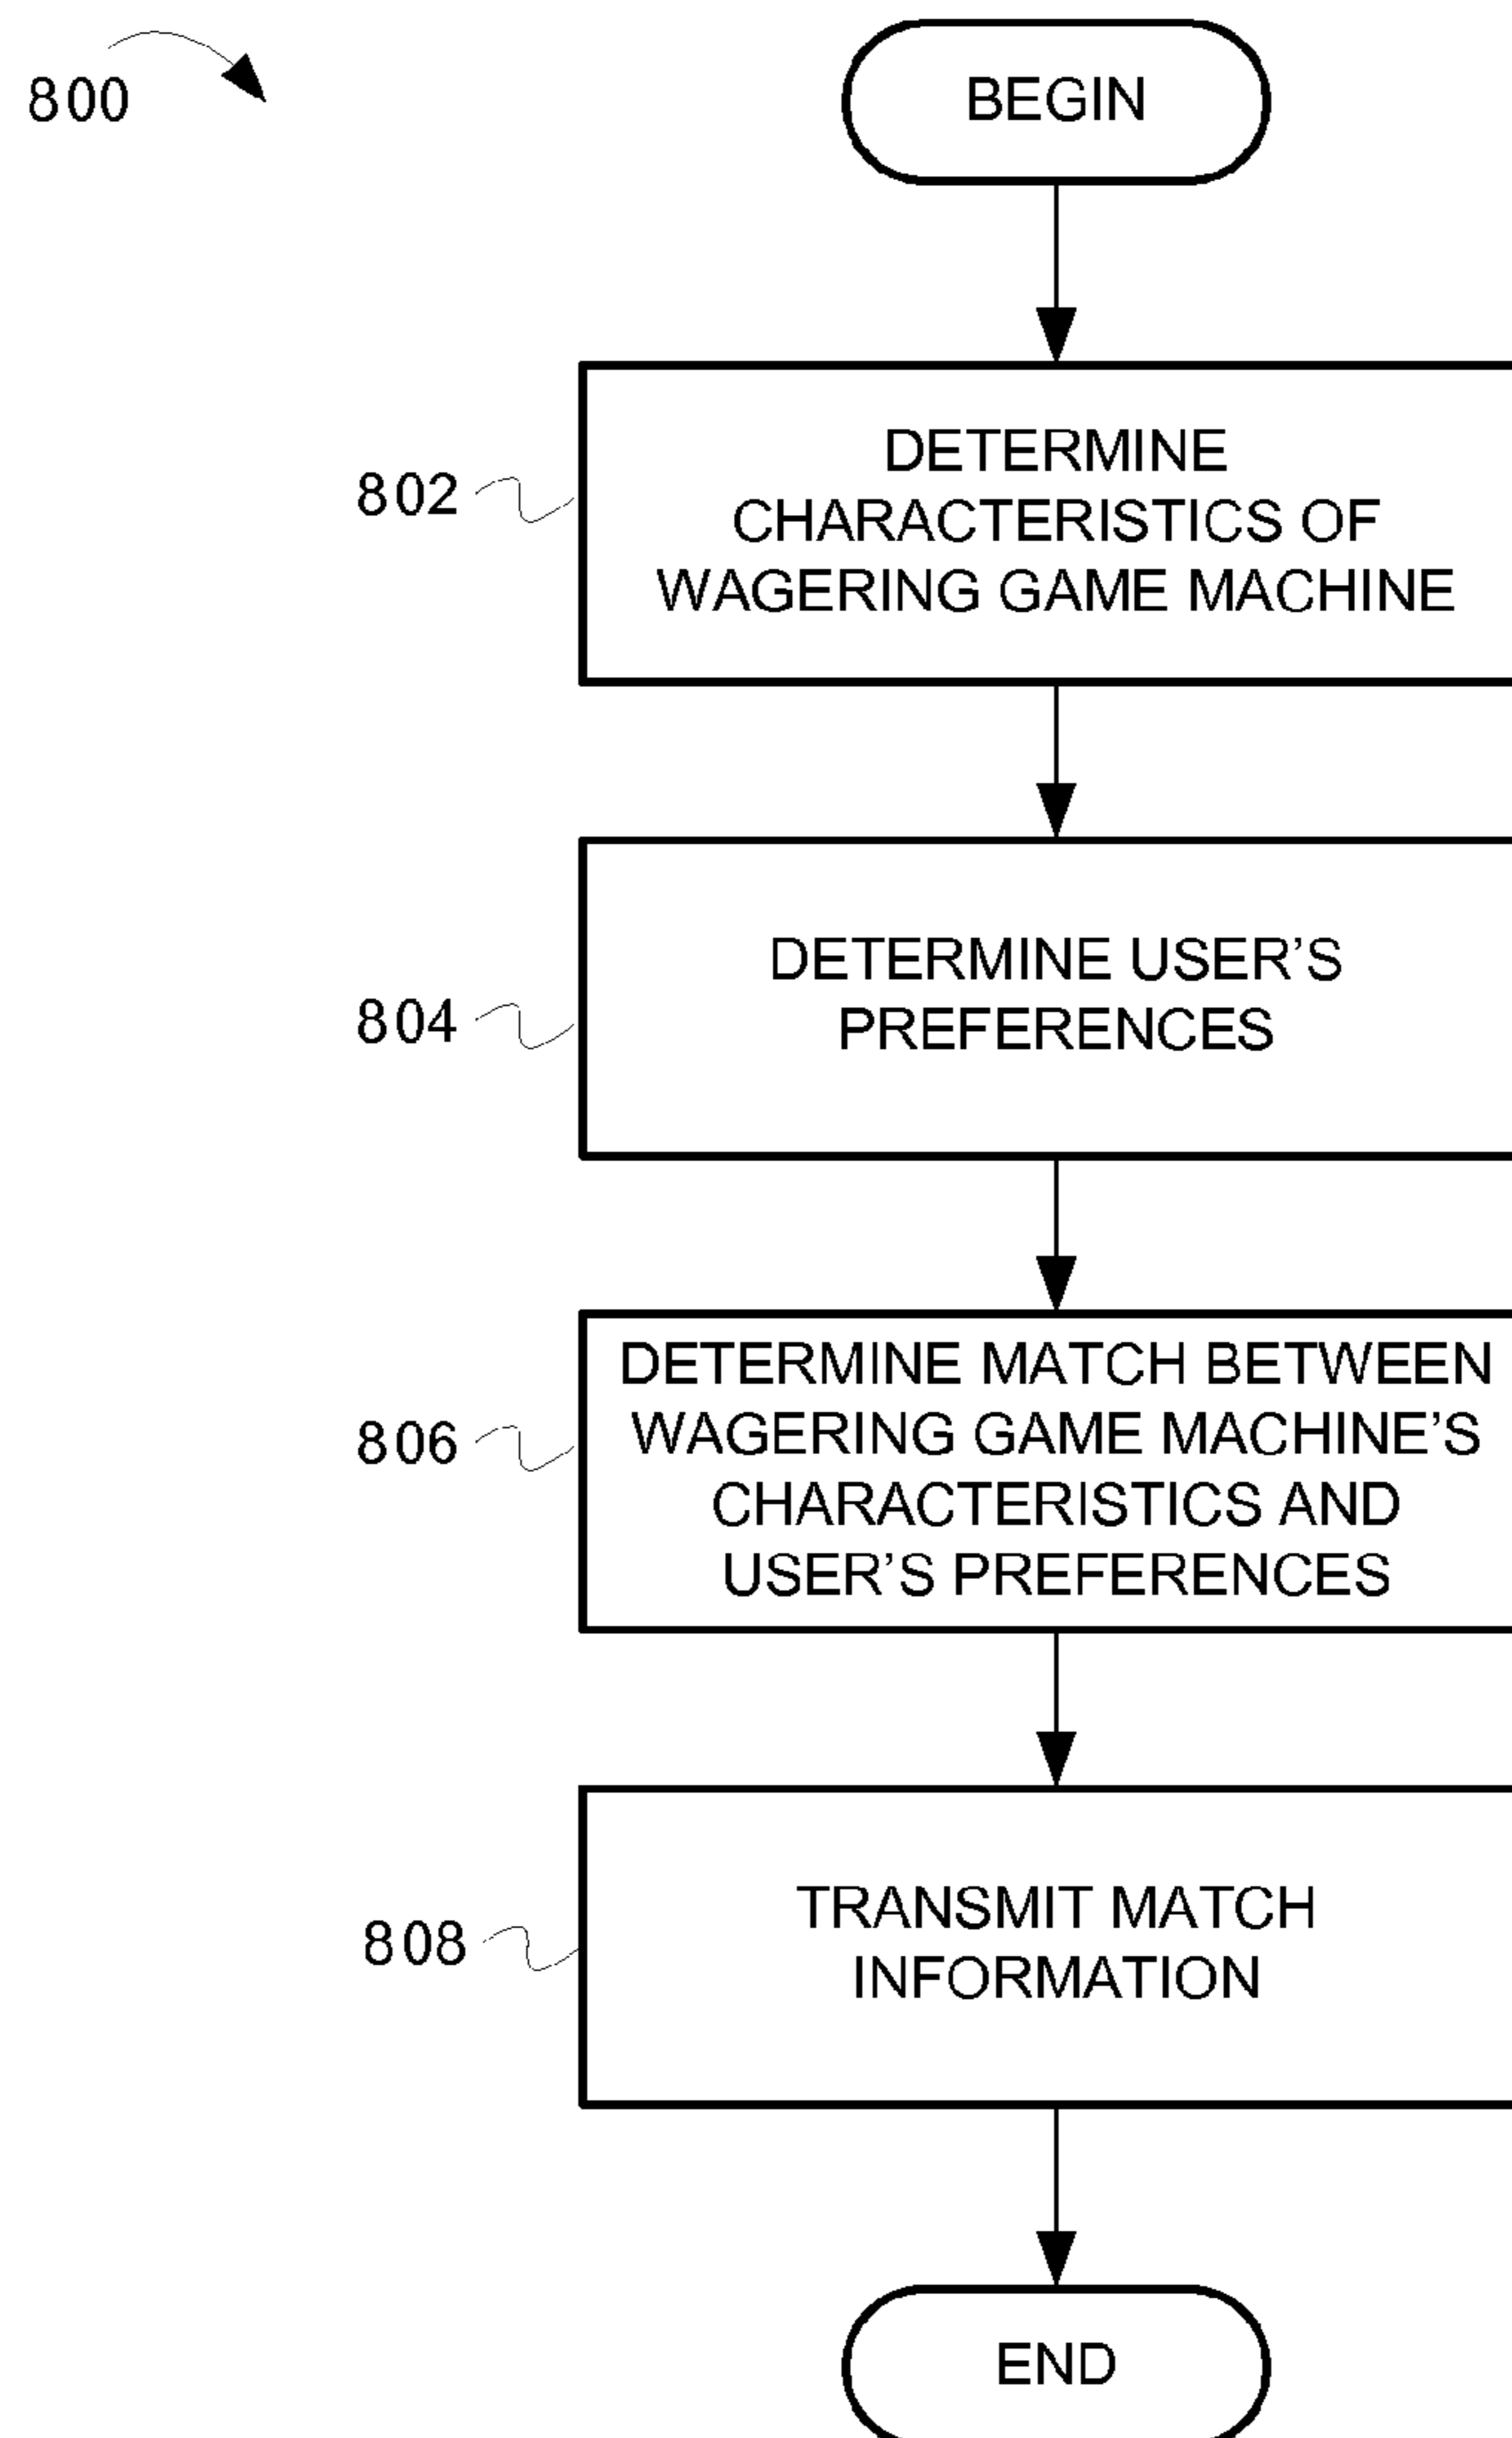 800
BEGIN
802
DETERMINE
CHARACTERISTICS OF
WAGERING GAME MACHINE
804
DETERMINE USER’S
PREFERENCES
806
DETERMINE MATCH BETWEEN
WAGERING GAME MACHINE’S
CHARACTERISTICS AND
USER’S PREFERENCES
808
TRANSMIT MATCH
INFORMATION
END